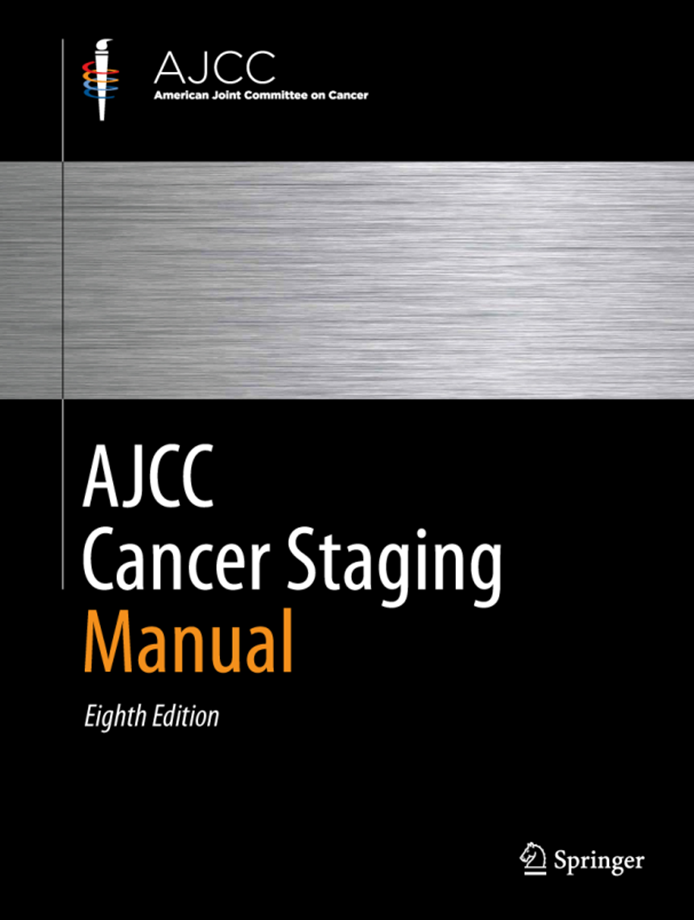 AJCC
American Joint Committee on Cancer
AJCC
Cancer Staging
Manual
Eighth Edition
Springer